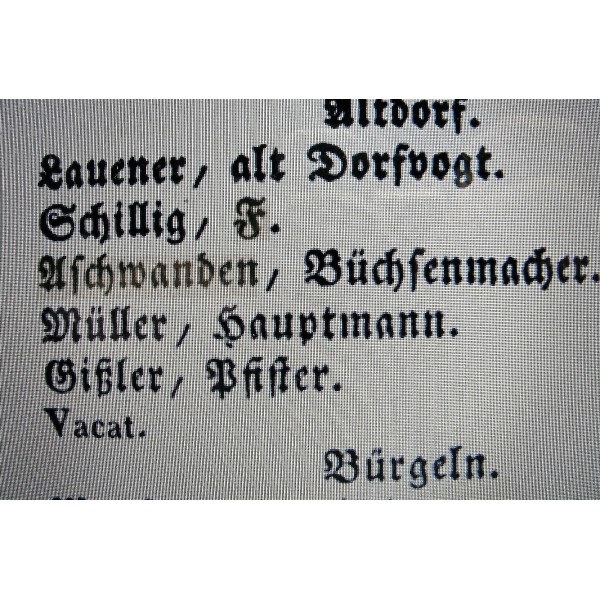 Altdorf.
Lauener, alt Dorfvogt.
Schillig, F.
Aschwanden, Büchsenmacher.
Müller, Hauptmann.
Gißler, Pfister.
Vacat.
Bürgeln.